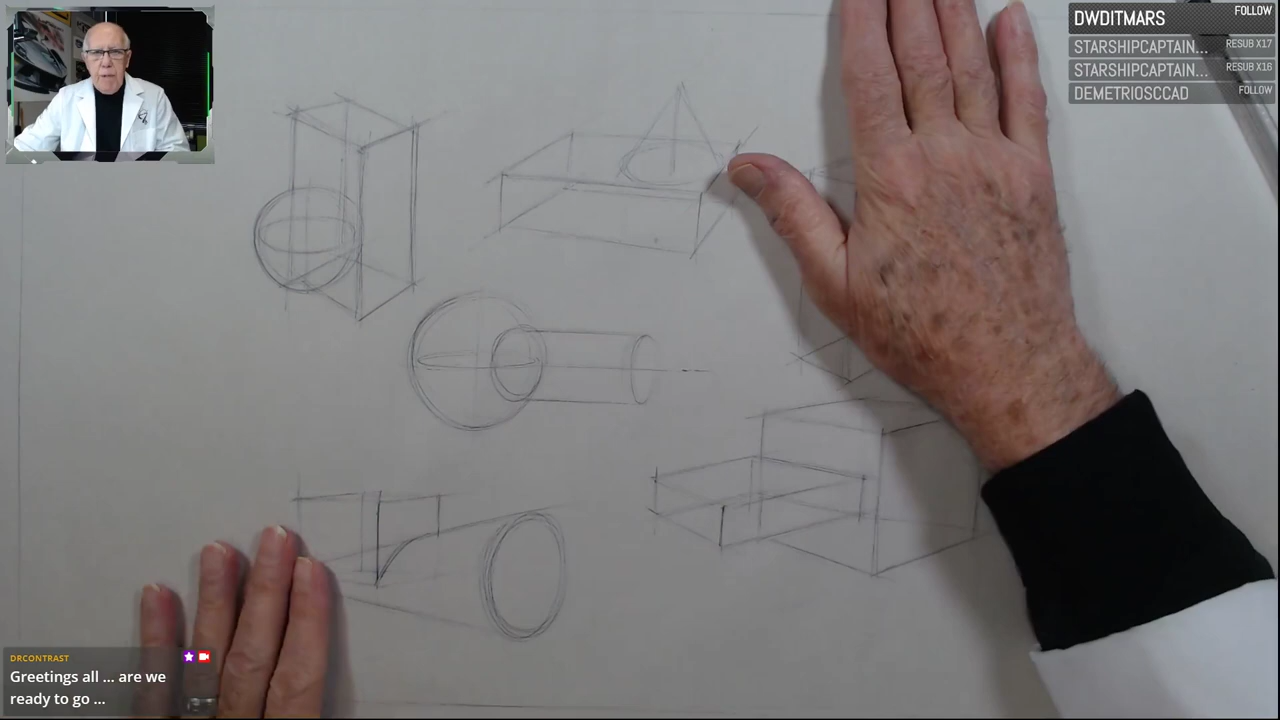 DWDITMARS FOLLOW
STARSHIPCAPTAIN... RESUB X17
STARSHIPCAPTAIN... RESUB X16
DEMETRIOSCCAD FOLLOW
DRCONTRAST
Greetings all ... are we
ready to go ...